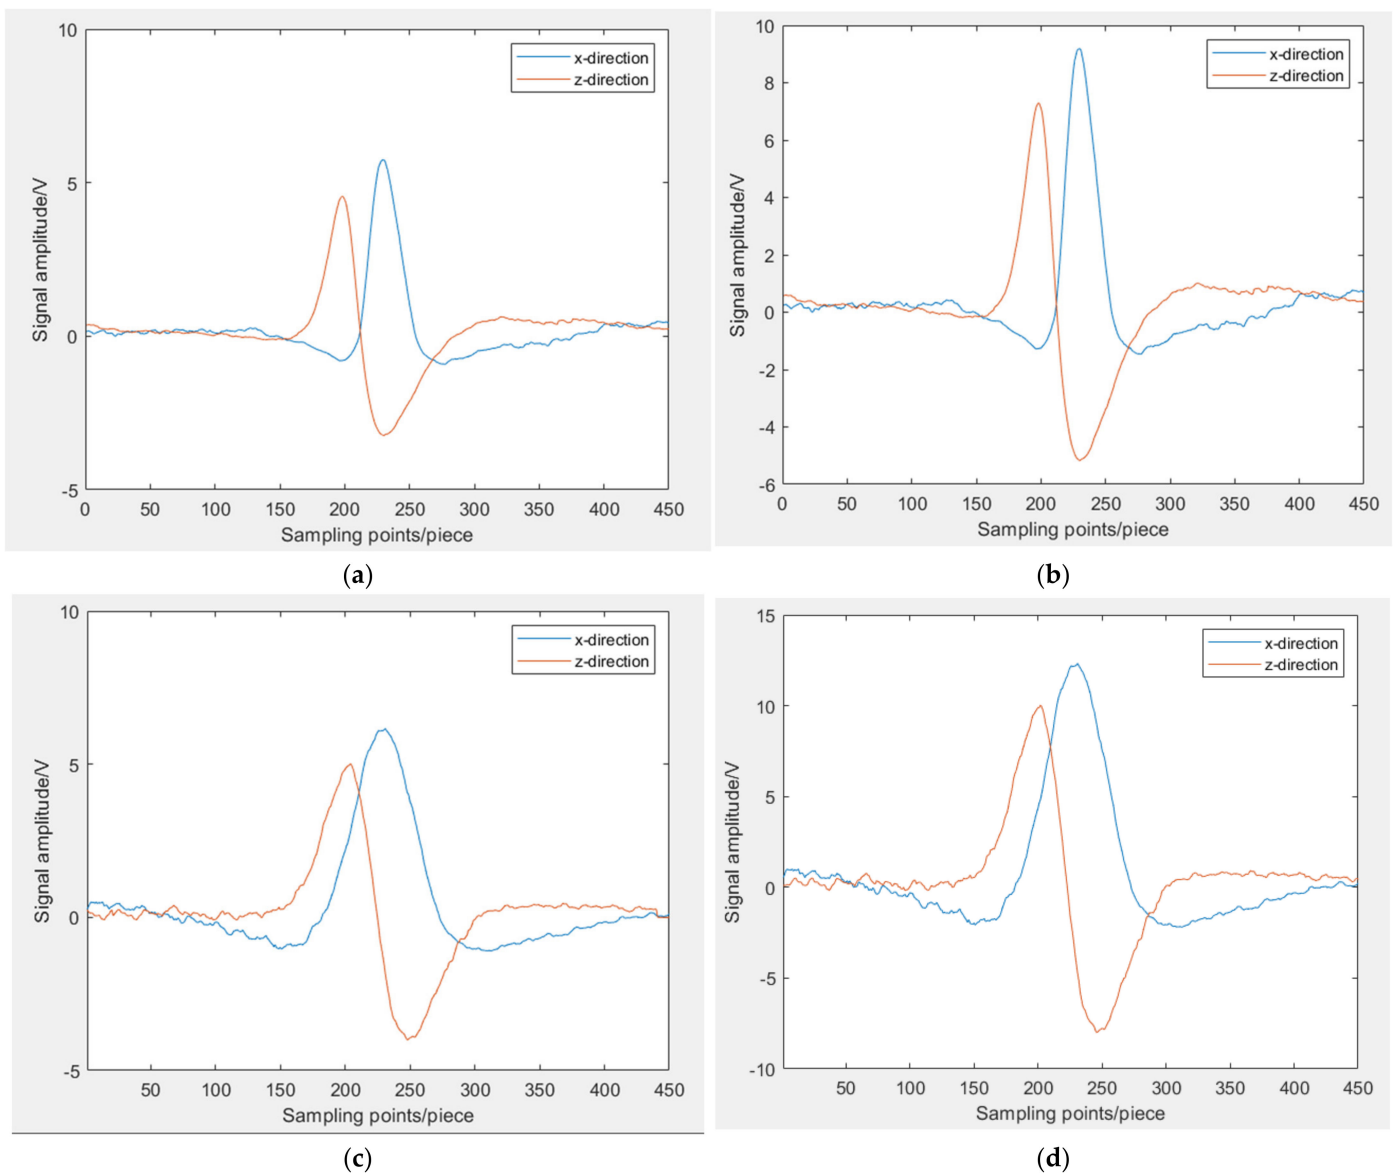 10
5
0
-5
Signal amplitude/V
x-direction
z-direction
0 50 100 150 200 250 300 350 400 450
Sampling points/piece
(a)
10
8
6
4
2
0
-2
-4
-6
Signal amplitude/V
x-direction
z-direction
0 50 100 150 200 250 300 350 400 450
Sampling points/piece
(b)
10
5
0
-5
Signal amplitude/V
x-direction
z-direction
50 100 150 200 250 300 350 400 450
Sampling points/piece
(c)
15
10
5
0
-5
-10
Signal amplitude/V
x-direction
z-direction
50 100 150 200 250 300 350 400 450
Sampling points/piece
(d)